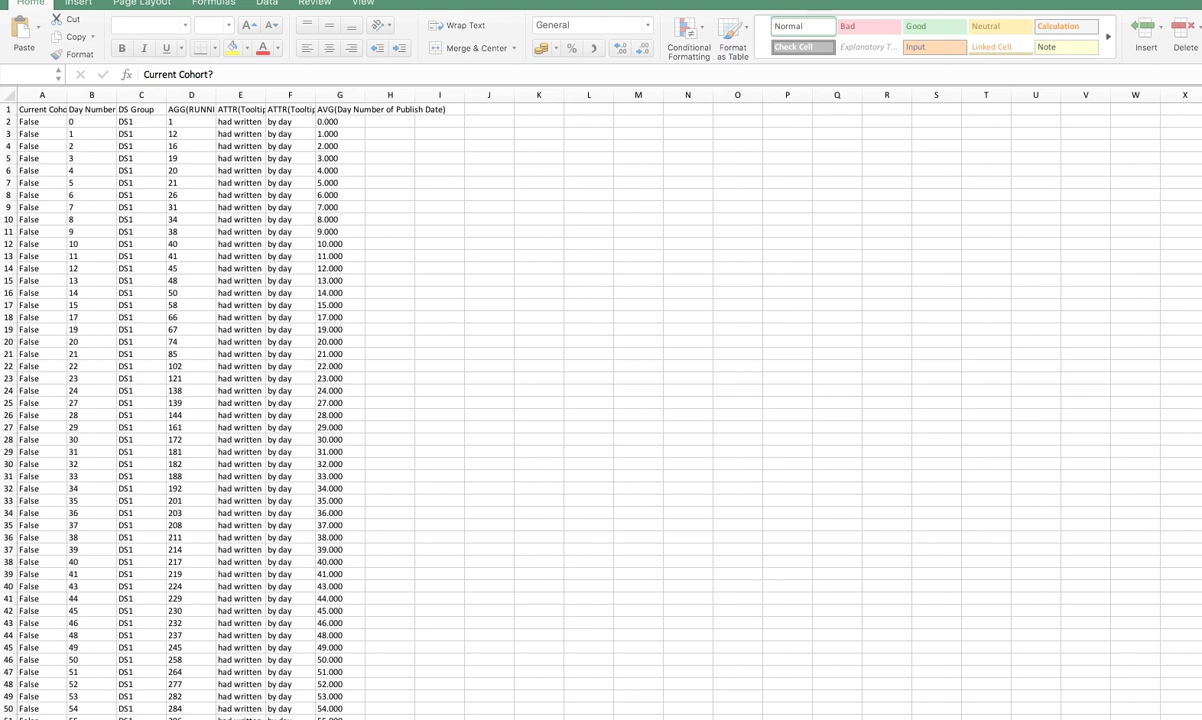 Home Insert Page Layout Formulas Data Review View
Cut General Normal Bad Good Neutral Calculation
Wrap Text
Paste Copy
B I U Merge & Center % Conditional Formatting Format as Table Check Cell Explanatory T... Input Linked Cell Note Insert Delete
Format
fx Current Cohort?
A B C D E F G H I J K L M N O P Q R S T U V W X
1 Current Coho Day Number DS Group AGG(RUNNI ATTR(Tooltip ATTR(Tooltip AVG(Day Number of Publish Date)
2 False 0 DS1 1 had written by day 0.000
3 False 1 DS1 12 had written by day 1.000
4 False 2 DS1 16 had written by day 2.000
5 False 3 DS1 19 had written by day 3.000
6 False 4 DS1 20 had written by day 4.000
7 False 5 DS1 21 had written by day 5.000
8 False 6 DS1 26 had written by day 6.000
9 False 7 DS1 31 had written by day 7.000
10 False 8 DS1 34 had written by day 8.000
11 False 9 DS1 38 had written by day 9.000
12 False 10 DS1 40 had written by day 10.000
13 False 11 DS1 41 had written by day 11.000
14 False 12 DS1 45 had written by day 12.000
15 False 13 DS1 48 had written by day 13.000
16 False 14 DS1 50 had written by day 14.000
17 False 15 DS1 58 had written by day 15.000
18 False 17 DS1 66 had written by day 17.000
19 False 19 DS1 67 had written by day 19.000
20 False 20 DS1 74 had written by day 20.000
21 False 21 DS1 85 had written by day 21.000
22 False 22 DS1 102 had written by day 22.000
23 False 23 DS1 121 had written by day 23.000
24 False 24 DS1 138 had written by day 24.000
25 False 27 DS1 139 had written by day 27.000
26 False 28 DS1 144 had written by day 28.000
27 False 29 DS1 161 had written by day 29.000
28 False 30 DS1 172 had written by day 30.000
29 False 31 DS1 181 had written by day 31.000
30 False 32 DS1 182 had written by day 32.000
31 False 33 DS1 188 had written by day 33.000
32 False 34 DS1 192 had written by day 34.000
33 False 35 DS1 201 had written by day 35.000
34 False 36 DS1 203 had written by day 36.000
35 False 37 DS1 208 had written by day 37.000
36 False 38 DS1 211 had written by day 38.000
37 False 39 DS1 214 had written by day 39.000
38 False 40 DS1 217 had written by day 40.000
39 False 41 DS1 219 had written by day 41.000
40 False 43 DS1 224 had written by day 43.000
41 False 44 DS1 229 had written by day 44.000
42 False 45 DS1 230 had written by day 45.000
43 False 46 DS1 232 had written by day 46.000
44 False 48 DS1 237 had written by day 48.000
45 False 49 DS1 245 had written by day 49.000
46 False 50 DS1 258 had written by day 50.000
47 False 51 DS1 264 had written by day 51.000
48 False 52 DS1 277 had written by day 52.000
49 False 53 DS1 282 had written by day 53.000
50 False 54 DS1 284 had written by day 54.000